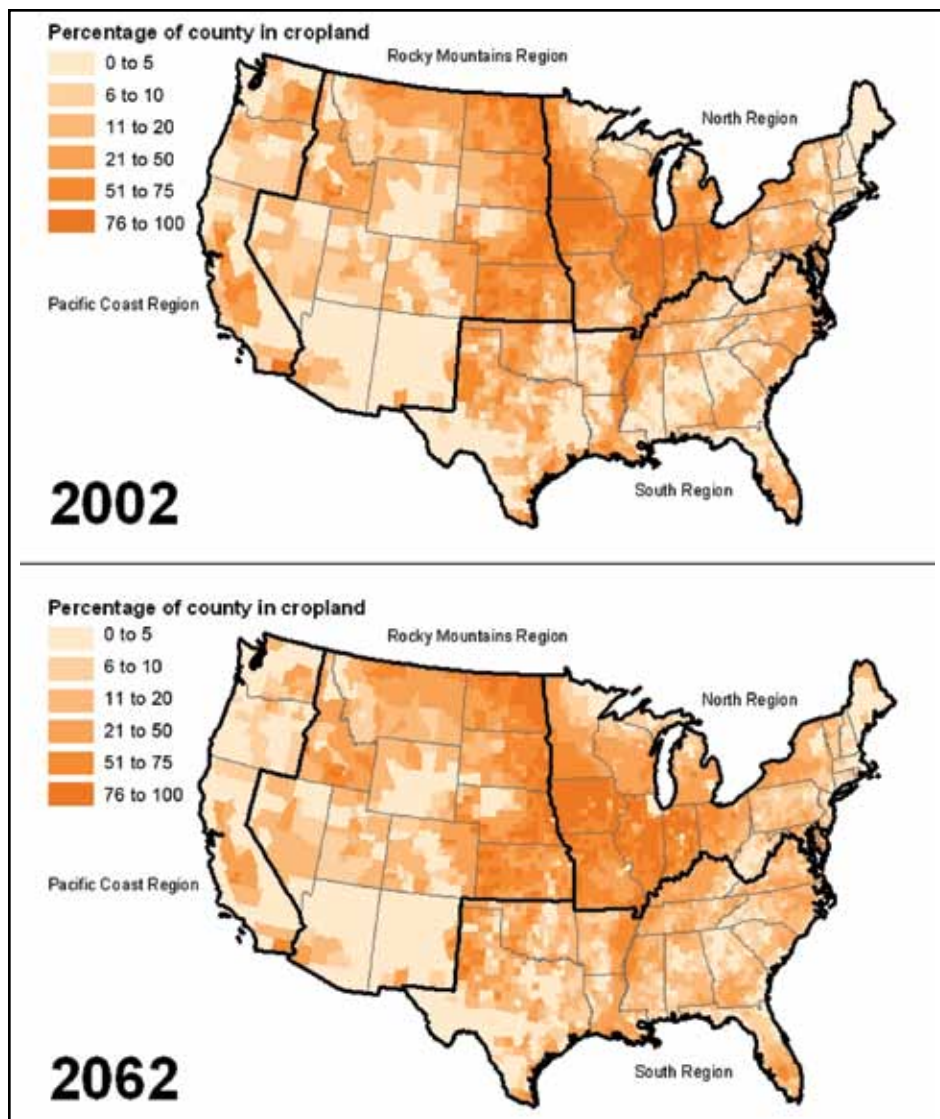 Percentage of county in cropland
0 to 5
6 to 10
11 to 20
21 to 50
51 to 75
76 to 100
Rocky Mountains Region
North Region
Pacific Coast Region
South Region
2002
Percentage of county in cropland
0 to 5
6 to 10
11 to 20
21 to 50
51 to 75
76 to 100
Rocky Mountains Region
North Region
Pacific Coast Region
South Region
2062